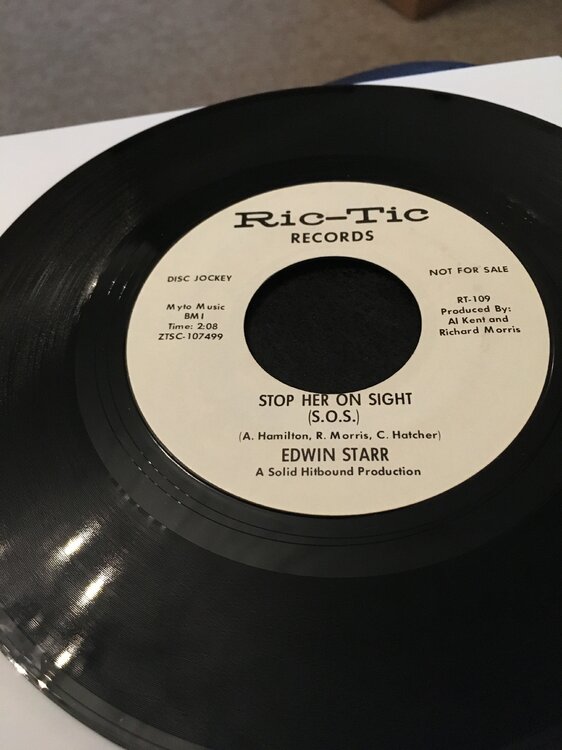 Ric-Tic
RECORDS
DISC JOCKEY
Myto Music
BMI
Time: 2:08
ZTSC-107499
NOT FOR SALE
RT-109
Produced By:
Al Kent and
Richard Morris
STOP HER ON SIGHT
(S.O.S.)
(A. Hamilton, R. Morris, C. Hatcher)
EDWIN STARR
A Solid Hitbound Production